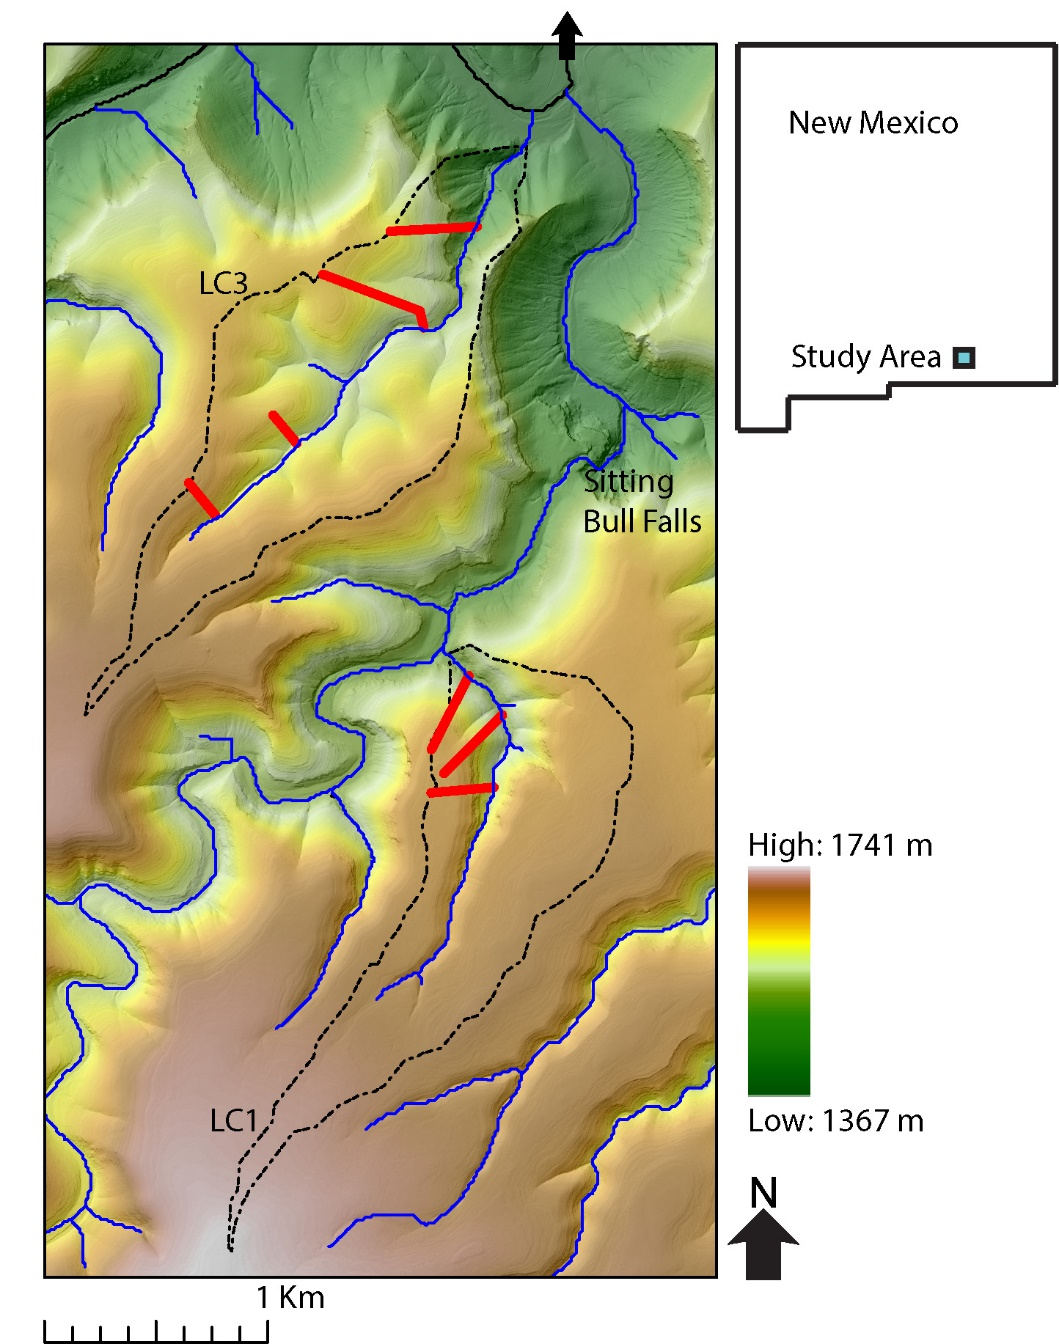 New Mexico
LC3
Study Area
Sitting
Bull Falls
High: 1741 m
LC1
Low: 1367 m
N
1 Km